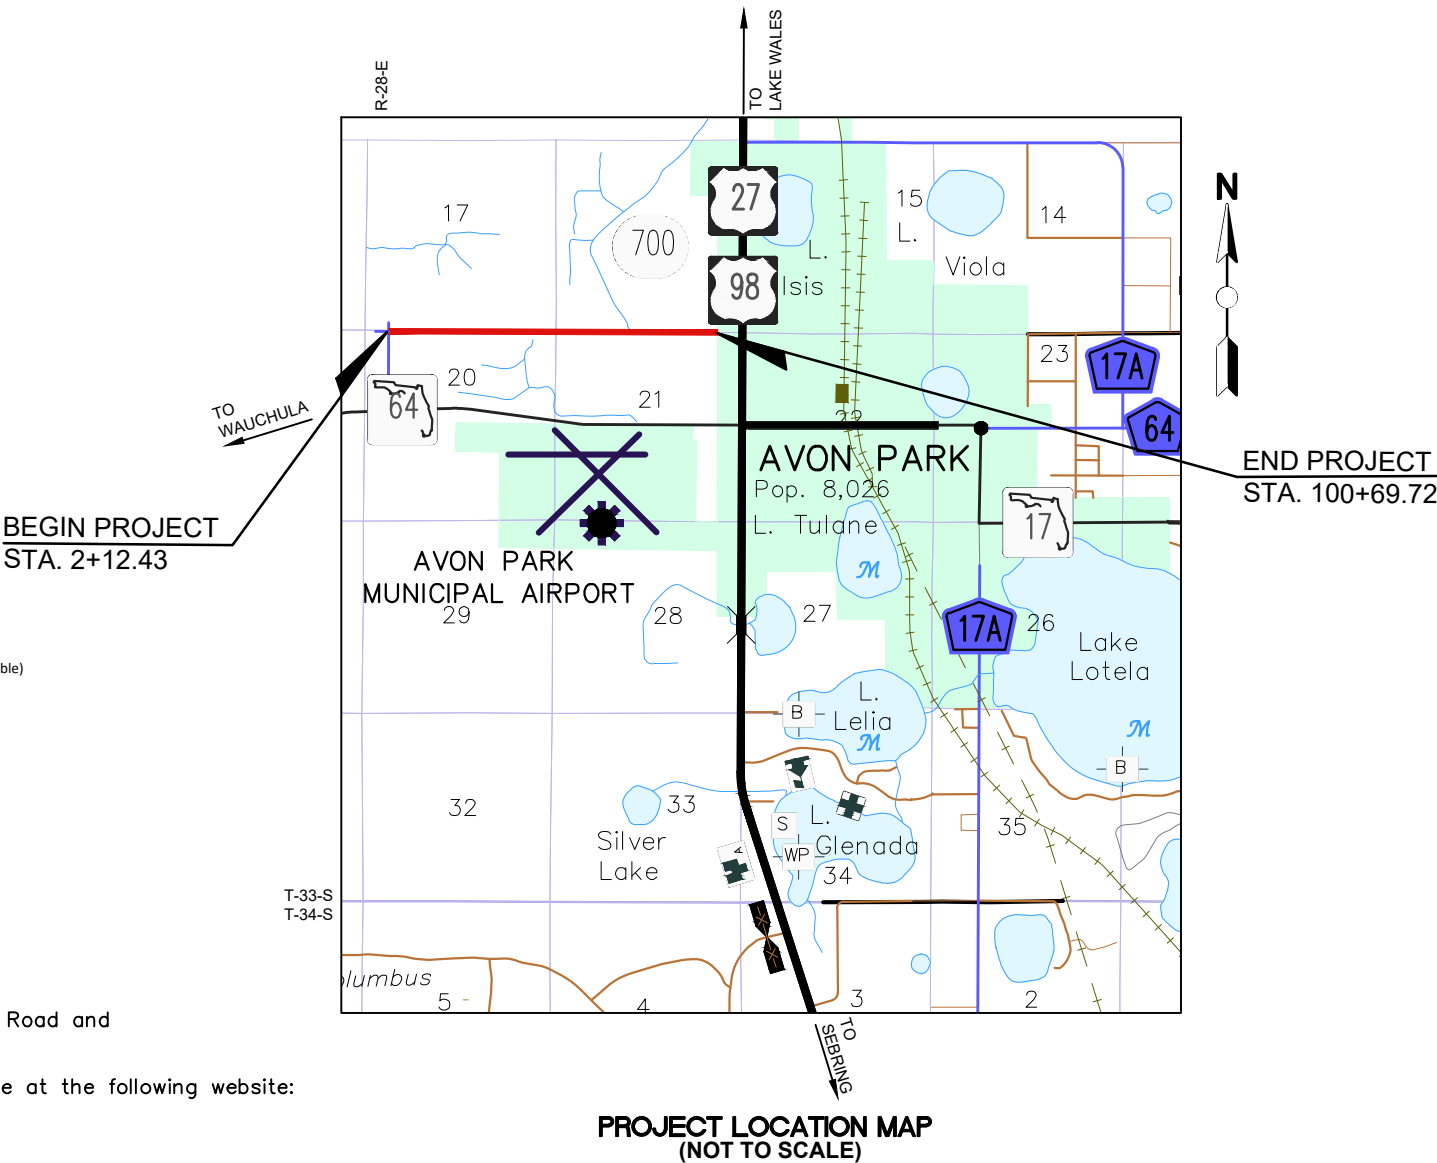 TO
LAKE WALES
R-28-E
N
17
27
15
L.
14
700
L.
Isis
Viola
98
23
17A
20
64
21
TO
WAUCHULA
22
64
AVON PARK
Pop. 8,026
END PROJECT
STA. 100+69.72
L. Tulane
17
BEGIN PROJECT
STA. 2+12.43
M
AVON PARK
MUNICIPAL AIRPORT
29
28
27
17A
26
Lake
Lotela
ble)
L.
Lelia
M
B
M
B
32
33
L.
Glenada
S
WP
35
Silver
Lake
A
34
T-33-S
T-34-S
olumbus
5
4
3
2
Road and
TO
SEBRING
e at the following website:
PROJECT LOCATION MAP
(NOT TO SCALE)